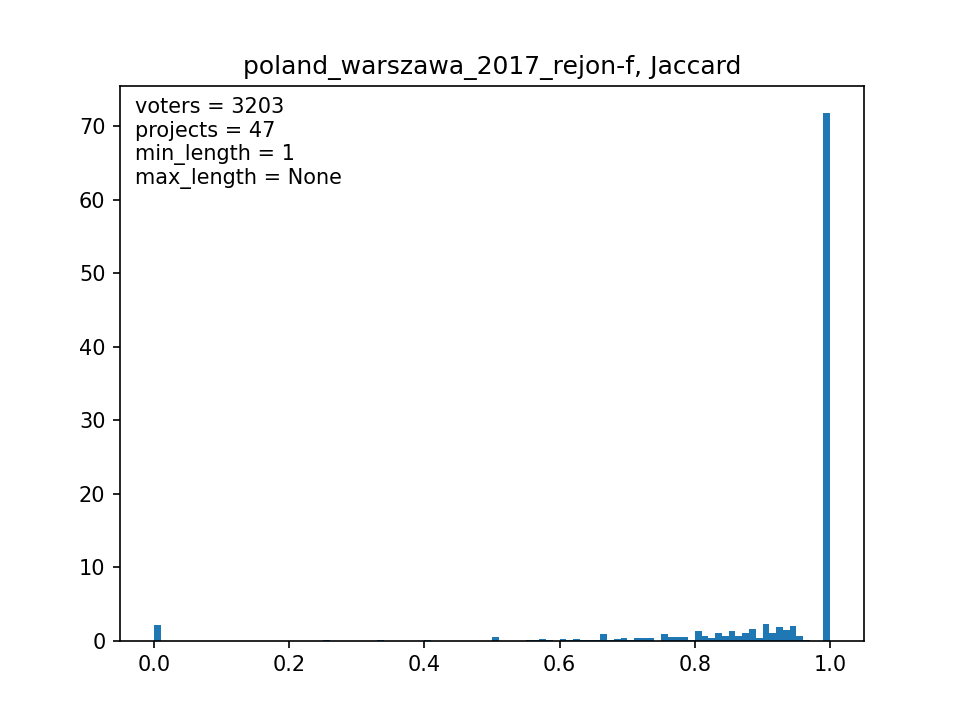 poland_warszawa_2017_rejon-f, Jaccard
voters = 3203
projects = 47
min_length = 1
max_length = None
70
60
50
40
30
20
10
0
0.0 0.2 0.4 0.6 0.8 1.0